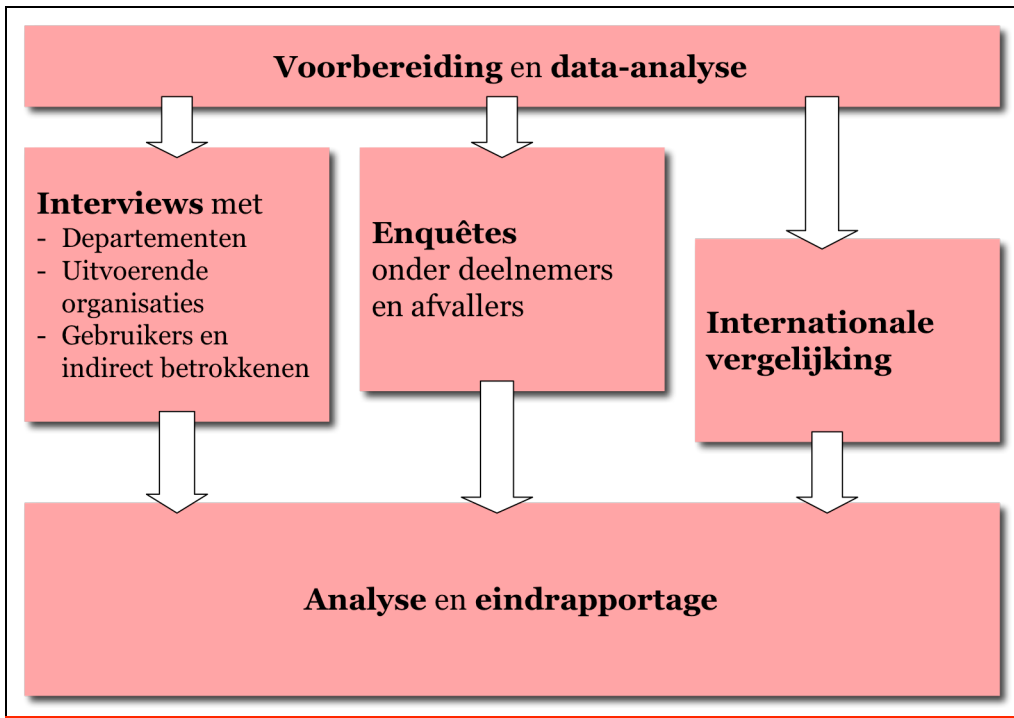 Voorbereiding en data-analyse
Interviews met
- Departementen
- Uitvoerende
organisaties
- Gebruikers en
indirect betrokkenen
Enquêtes
onder deelnemers
en afvallers
Internationale
vergelijking
Analyse en eindrapportage